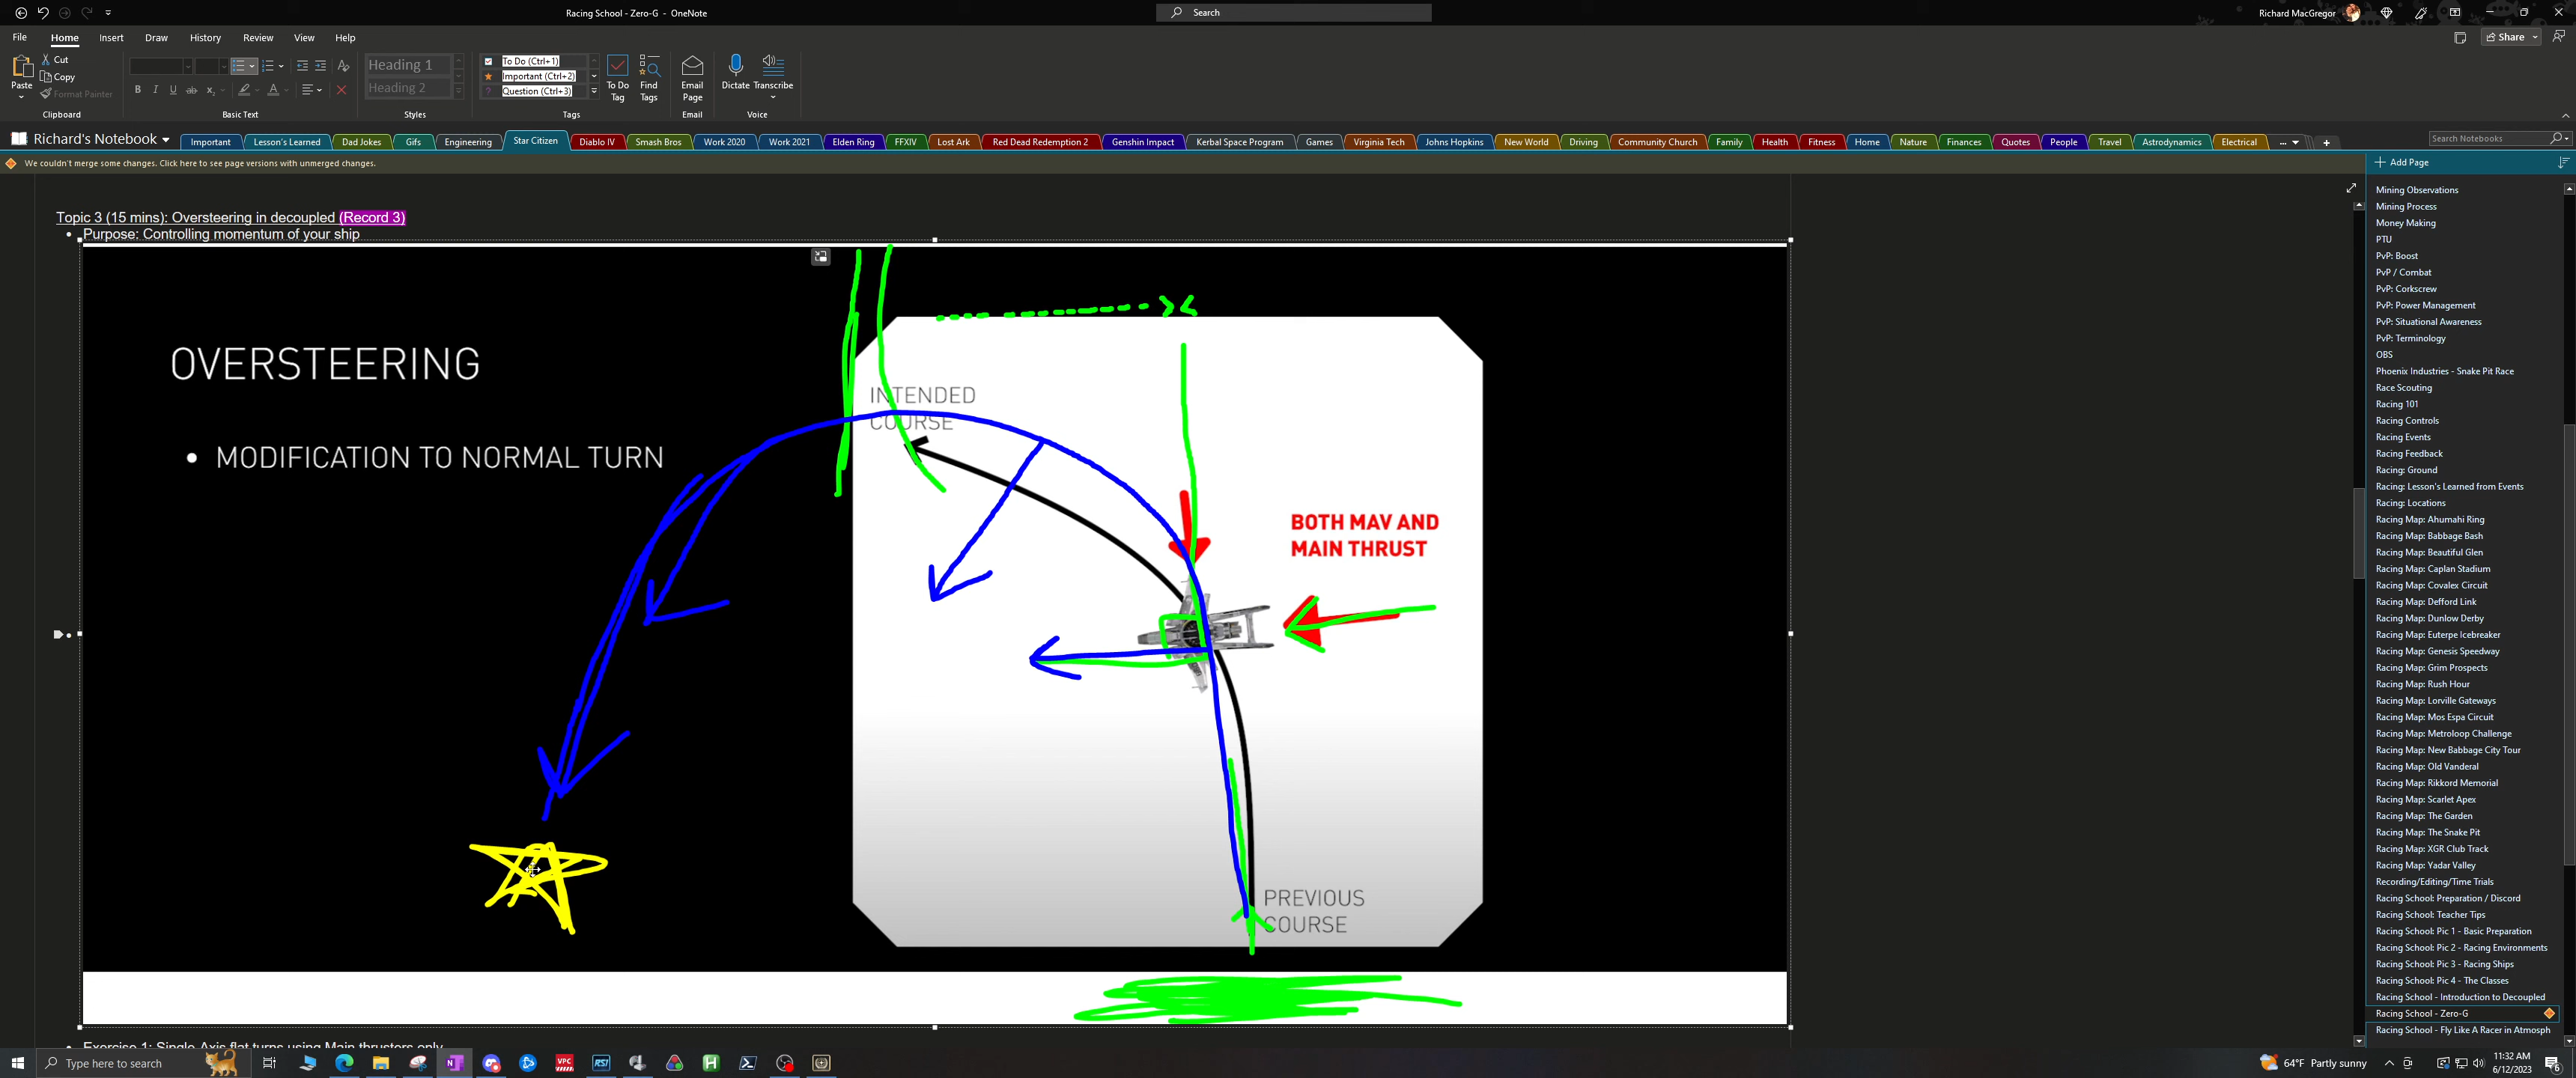 Racing School - Zero-G - OneNote
Search
Richard MacGregor
File Home Insert Draw History Review View Help
Share
Paste
Cut
Copy
Format Painter
Clipboard
Basic Text
Heading 1
Heading 2
Styles
To Do (Ctrl+1)
Important (Ctrl+2)
Question (Ctrl+3)
Tags
To Do Tag
Find Tags
Email Page
Email
Dictate
Transcribe
Voice
Richard's Notebook
Important Lesson's Learned Dad Jokes Gifs Engineering Star Citizen Diablo IV Smash Bros Work 2020 Work 2021 Elden Ring FFXIV Lost Ark Red Dead Redemption 2 Genshin Impact Kerbal Space Program Games Virginia Tech Johns Hopkins New World Driving Community Church Family Health Fitness Home Nature Finances Quotes People Travel Astrodynamics Electrical ...
Search Notebooks
We couldn't merge some changes. Click here to see page versions with unmerged changes.
Topic 3 (15 mins): Oversteering in decoupled (Record 3)
Purpose: Controlling momentum of your ship
OVERSTEERING
• MODIFICATION TO NORMAL TURN
INTENDED
COURSE
BOTH MAV AND
MAIN THRUST
PREVIOUS
COURSE
Exercise 1: Single-Axis flat turns using Main thrusters only
Add Page
Mining Observations
Mining Process
Money Making
PTU
PvP: Boost
PvP / Combat
PvP: Corkscrew
PvP: Power Management
PvP: Situational Awareness
PvP: Terminology
OBS
Phoenix Industries - Snake Pit Race
Race Scouting
Racing 101
Racing Controls
Racing Events
Racing Feedback
Racing: Ground
Racing: Lesson's Learned from Events
Racing: Locations
Racing Map: Ahumahi Ring
Racing Map: Babbage Bash
Racing Map: Beautiful Glen
Racing Map: Caplan Stadium
Racing Map: Covalex Circuit
Racing Map: Defford Link
Racing Map: Dunlow Derby
Racing Map: Euterpe Icebreaker
Racing Map: Genesis Speedway
Racing Map: Grim Prospects
Racing Map: Rush Hour
Racing Map: Lorville Gateways
Racing Map: Mos Espa Circuit
Racing Map: Metroloop Challenge
Racing Map: New Babbage City Tour
Racing Map: Old Vanderal
Racing Map: Rikkord Memorial
Racing Map: Scarlet Apex
Racing Map: The Garden
Racing Map: The Snake Pit
Racing Map: XGR Club Track
Racing Map: Yadar Valley
Recording/Editing/Time Trials
Racing School: Preparation / Discord
Racing School: Teacher Tips
Racing School: Pic 1 - Basic Preparation
Racing School: Pic 2 - Racing Environments
Racing School: Pic 3 - Racing Ships
Racing School: Pic 4 - The Classes
Racing School - Introduction to Decoupled
Racing School - Zero-G
Racing School - Fly Like A Racer in Atmosph
Type here to search
VPC
RSI
64°F Partly sunny
11:32 AM
6/12/2023
6